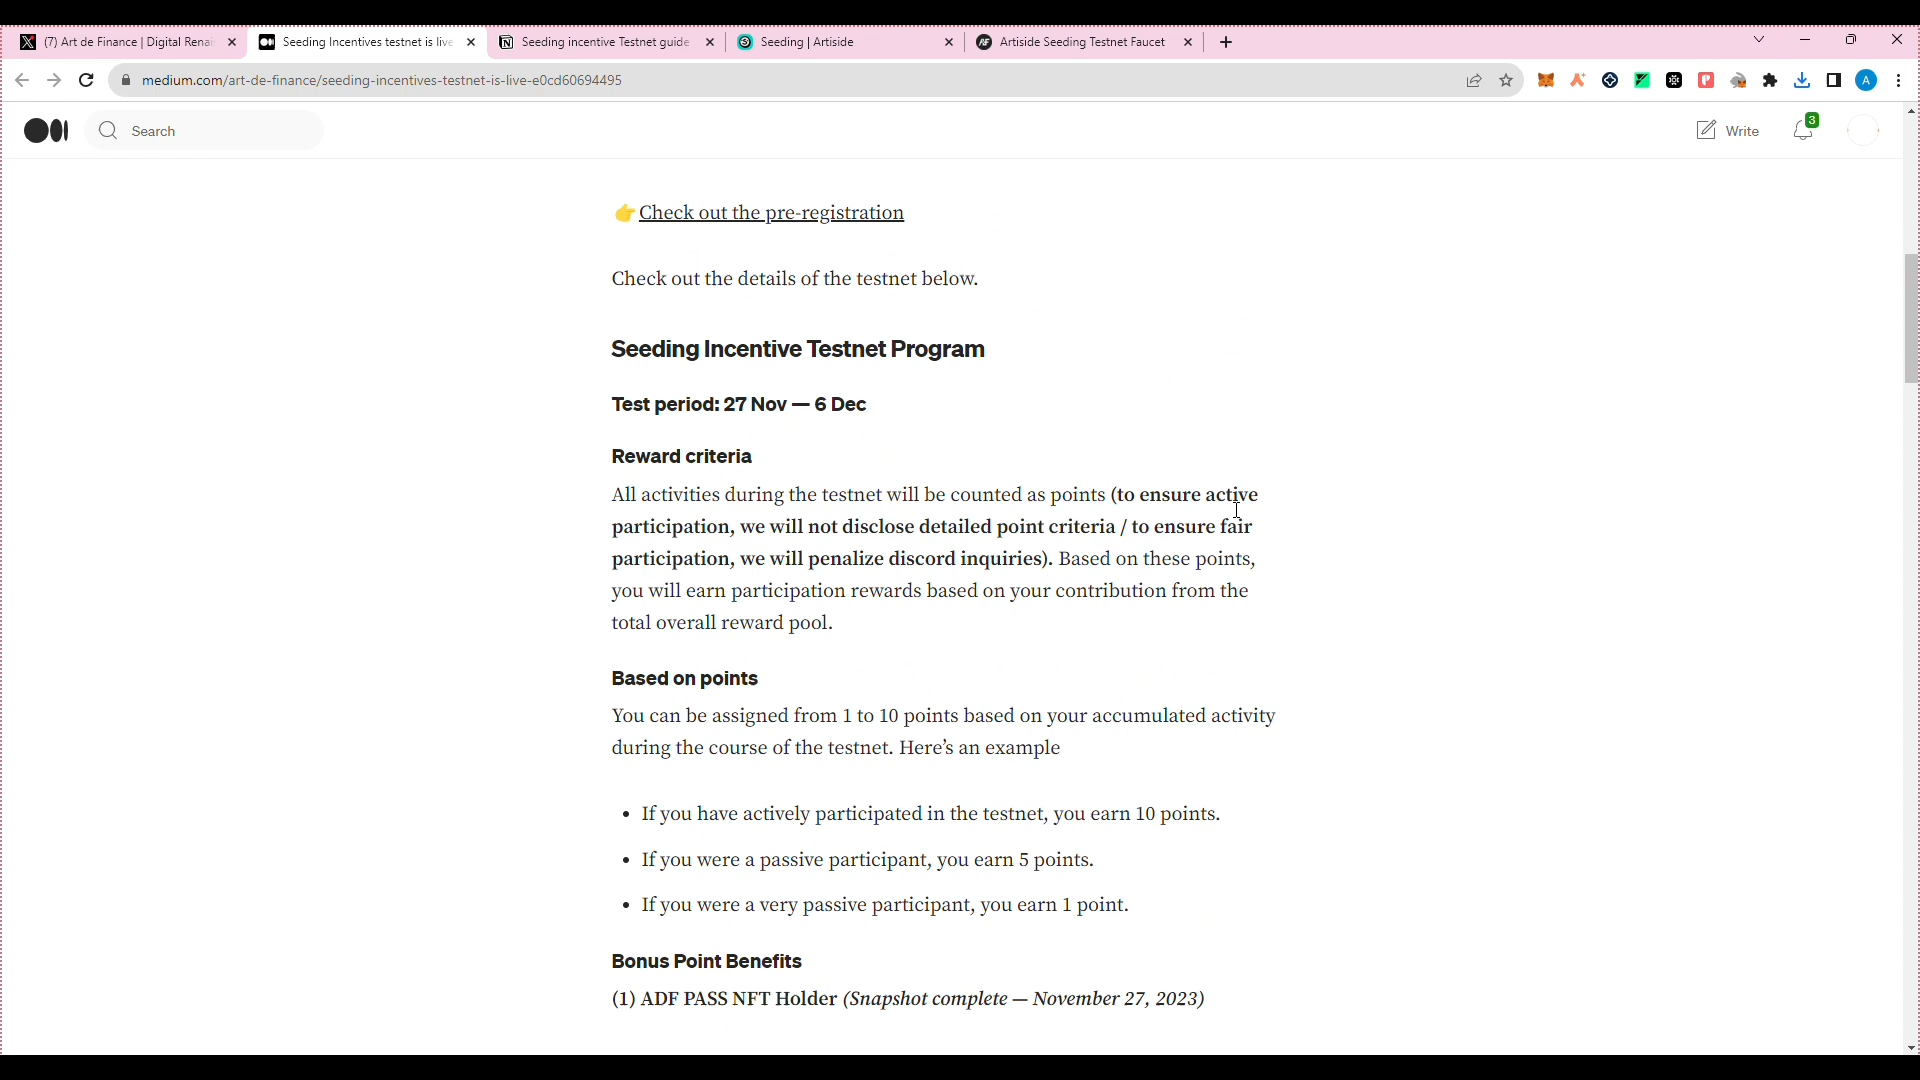 (7) Art de Finance | Digital Renai
Seeding Incentives testnet is live
Seeding incentive Testnet guide
Seeding | Artiside
Artiside Seeding Testnet Faucet
medium.com/art-de-finance/seeding-incentives-testnet-is-live-e0cd60694495
A
Search
Write
3
👉Check out the pre-registration
Check out the details of the testnet below.
Seeding Incentive Testnet Program
Test period: 27 Nov — 6 Dec
Reward criteria
All activities during the testnet will be counted as points (to ensure active
participation, we will not disclose detailed point criteria / to ensure fair
participation, we will penalize discord inquiries). Based on these points,
you will earn participation rewards based on your contribution from the
total overall reward pool.
Based on points
You can be assigned from 1 to 10 points based on your accumulated activity
during the course of the testnet. Here’s an example
• If you have actively participated in the testnet, you earn 10 points.
• If you were a passive participant, you earn 5 points.
• If you were a very passive participant, you earn 1 point.
Bonus Point Benefits
(1) ADF PASS NFT Holder (Snapshot complete — November 27, 2023)